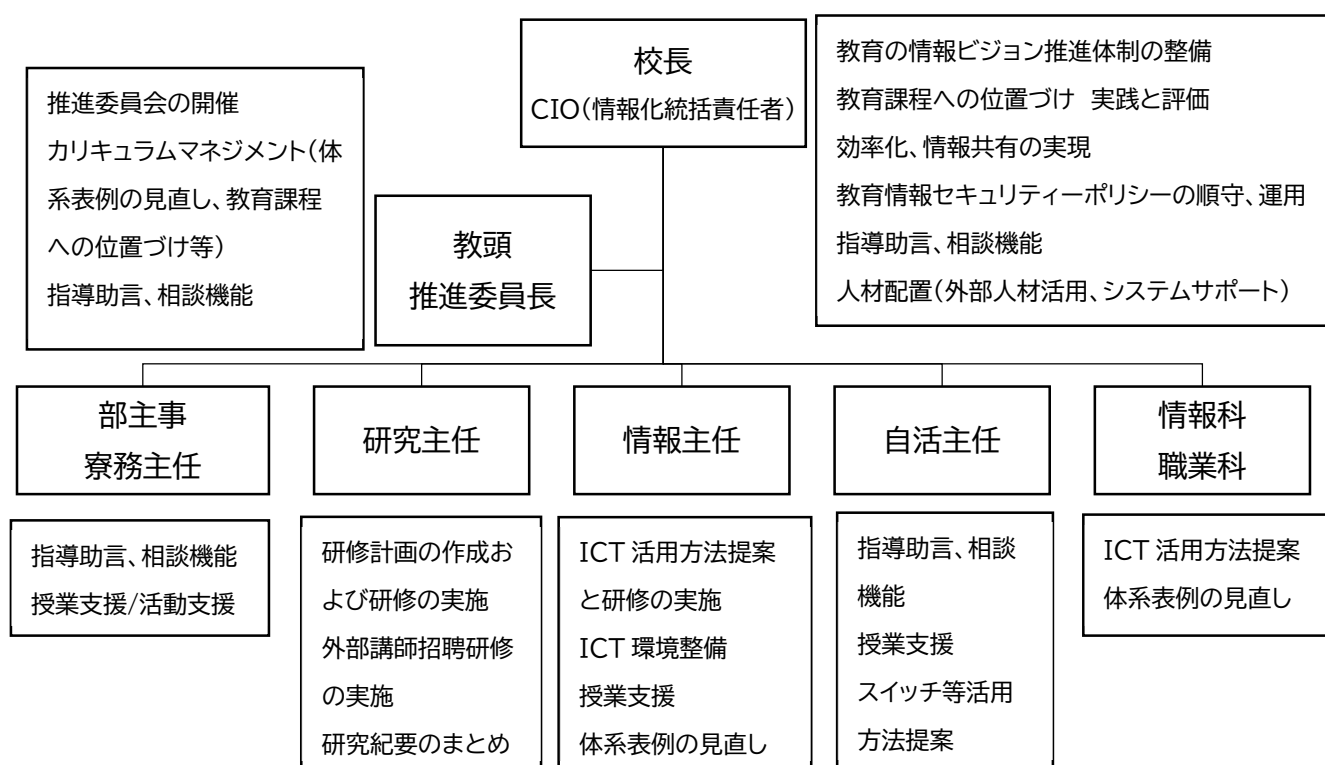 校長
CIO(情報化統括責任者)
教育の情報ビジョン推進体制の整備
教育課程への位置づけ 実践と評価
効率化、情報共有の実現
教育情報セキュリティーポリシーの順守、運用
指導助言、相談機能
人材配置(外部人材活用、システムサポート)
推進委員会の開催
カリキュラムマネジメント(体
系表例の見直し、教育課程
への位置づけ等)
指導助言、相談機能
教頭
推進委員長
部主事
寮務主任
研究主任
情報主任
自活主任
情報科
職業科
指導助言、相談機能
授業支援/活動支援
研修計画の作成お
よび研修の実施
外部講師招聘研修
の実施
研究紀要のまとめ
ICT 活用方法提案
と研修の実施
ICT 環境整備
授業支援
体系表例の見直し
指導助言、相談
機能
授業支援
スイッチ等活用
方法提案
ICT 活用方法提案
体系表例の見直し